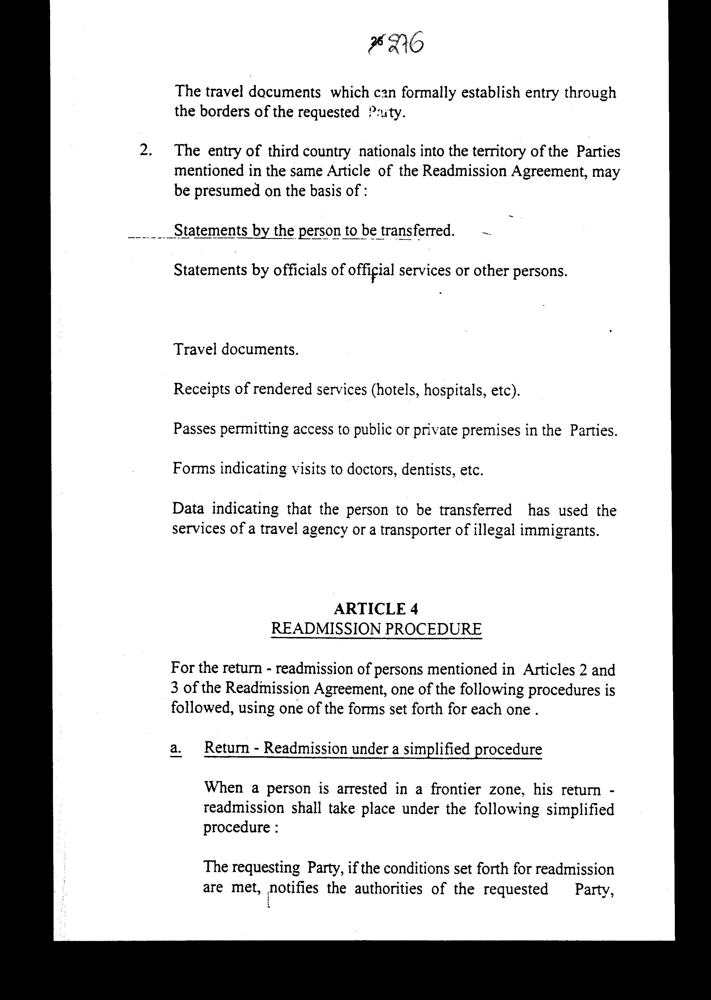 26 276
The travel documents which can formally establish entry through
the borders of the requested Party.
2. The entry of third country nationals into the territory of the Parties
mentioned in the same Article of the Readmission Agreement, may
be presumed on the basis of :
Statements by the person to be transferred.
Statements by officials of official services or other persons.
Travel documents.
Receipts of rendered services (hotels, hospitals, etc).
Passes permitting access to public or private premises in the Parties.
Forms indicating visits to doctors, dentists, etc.
Data indicating that the person to be transferred has used the
services of a travel agency or a transporter of illegal immigrants.
ARTICLE 4
READMISSION PROCEDURE
For the return - readmission of persons mentioned in Articles 2 and
3 of the Readmission Agreement, one of the following procedures is
followed, using one of the forms set forth for each one .
a. Return - Readmission under a simplified procedure
When a person is arrested in a frontier zone, his return -
readmission shall take place under the following simplified
procedure :
The requesting Party, if the conditions set forth for readmission
are met, notifies the authorities of the requested Party,